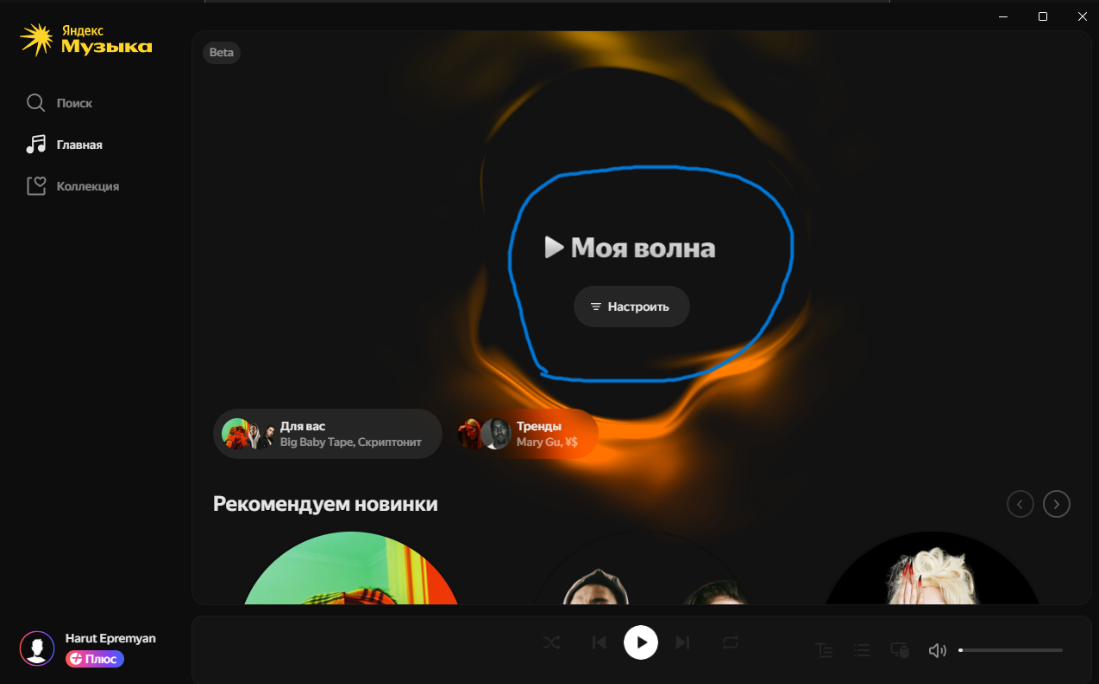 Яндекс
Музыка
Beta
Поиск
Главная
Коллекция
Моя волна
Настроить
Для вас
Big Baby Tape, Скриптонит
Тренды
Mary Gu, ¥$
Рекомендуем новинки
Harut Epremyan
Плюс